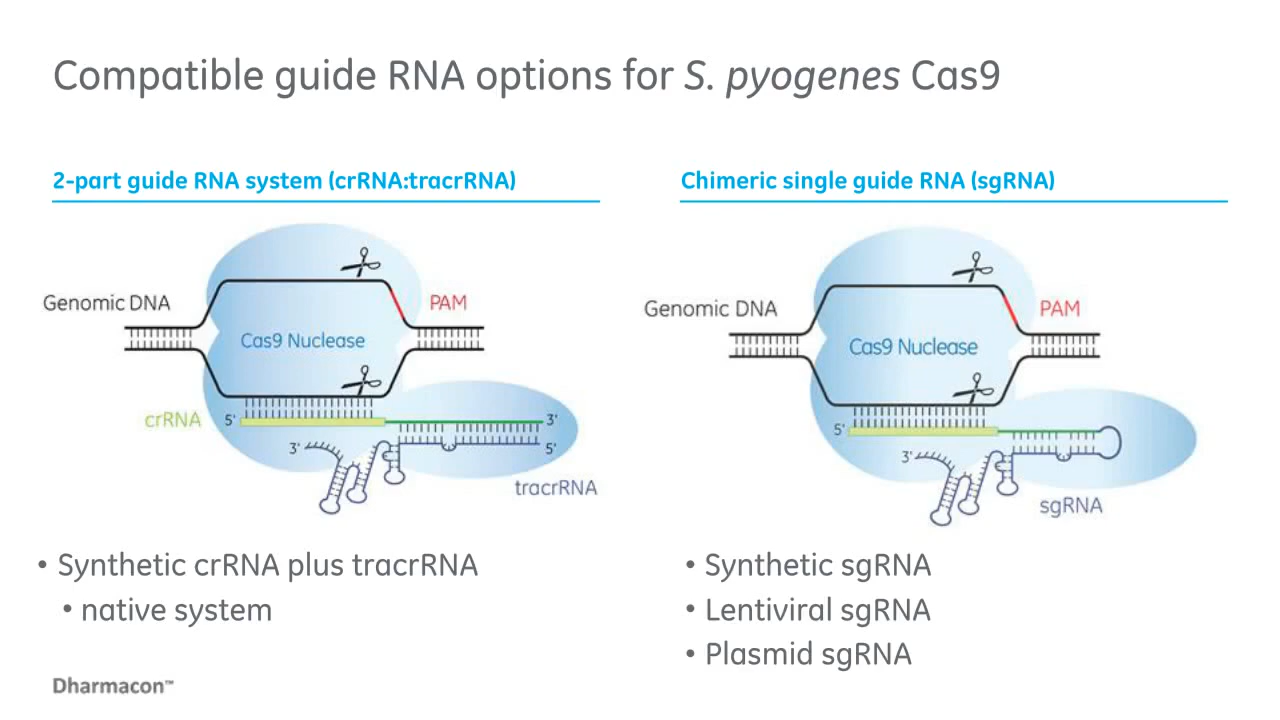 Compatible guide RNA options for S. pyogenes Cas9
2-part guide RNA system (crRNA:tracrRNA)
Genomic DNA
PAM
Cas9 Nuclease
crRNA
5'
3'
3'
5'
tracrRNA
• Synthetic crRNA plus tracrRNA
• native system
Chimeric single guide RNA (sgRNA)
Genomic DNA
PAM
Cas9 Nuclease
5'
3'
sgRNA
• Synthetic sgRNA
• Lentiviral sgRNA
• Plasmid sgRNA
Dharmacon™